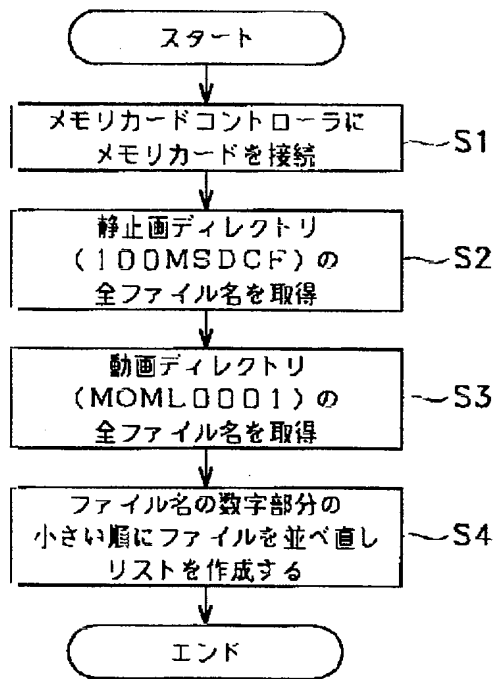 スタート
メモリカードコントローラに
メモリカードを接続
S1
静止画ディレクトリ
(100MSDCF)の
全ファイル名を取得
S2
動画ディレクトリ
(MOML0001)の
全ファイル名を取得
S3
ファイル名の数字部分の
小さい順にファイルを並べ直し
リストを作成する
S4
エンド